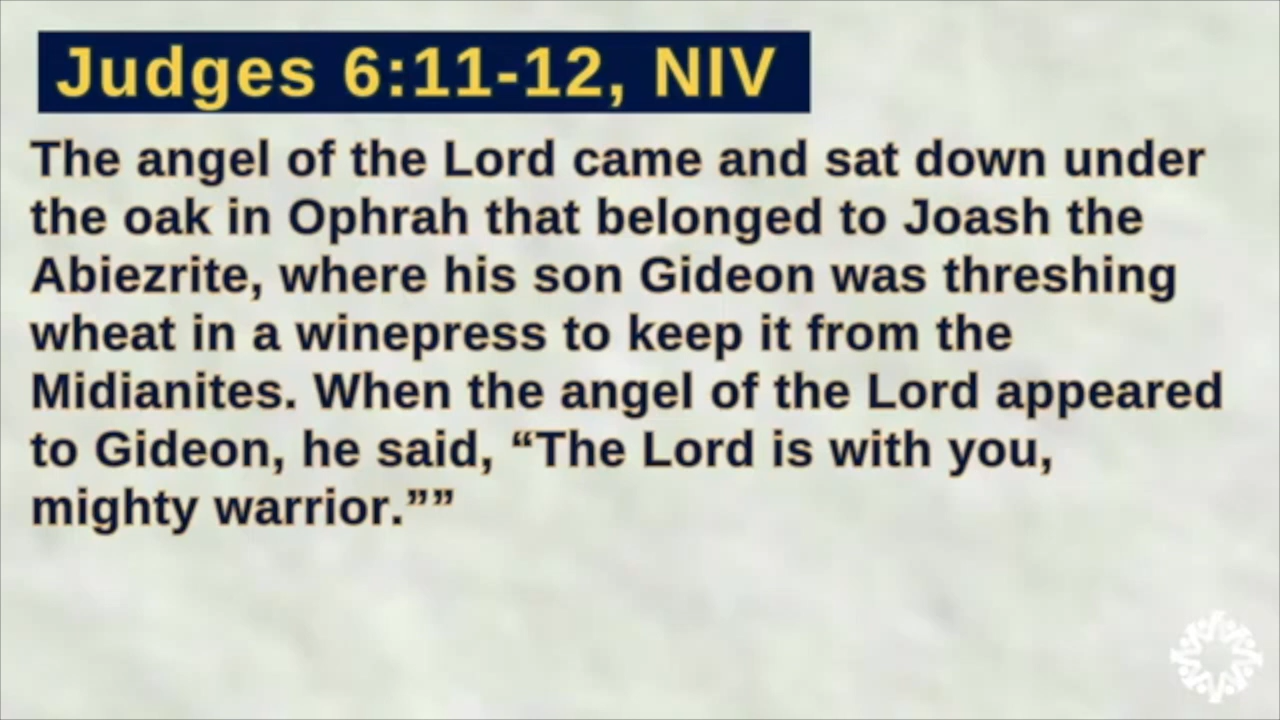 Judges 6:11-12, NIV
The angel of the Lord came and sat down under
the oak in Ophrah that belonged to Joash the
Abiezrite, where his son Gideon was threshing
wheat in a winepress to keep it from the
Midianites. When the angel of the Lord appeared
to Gideon, he said, “The Lord is with you,
mighty warrior.””